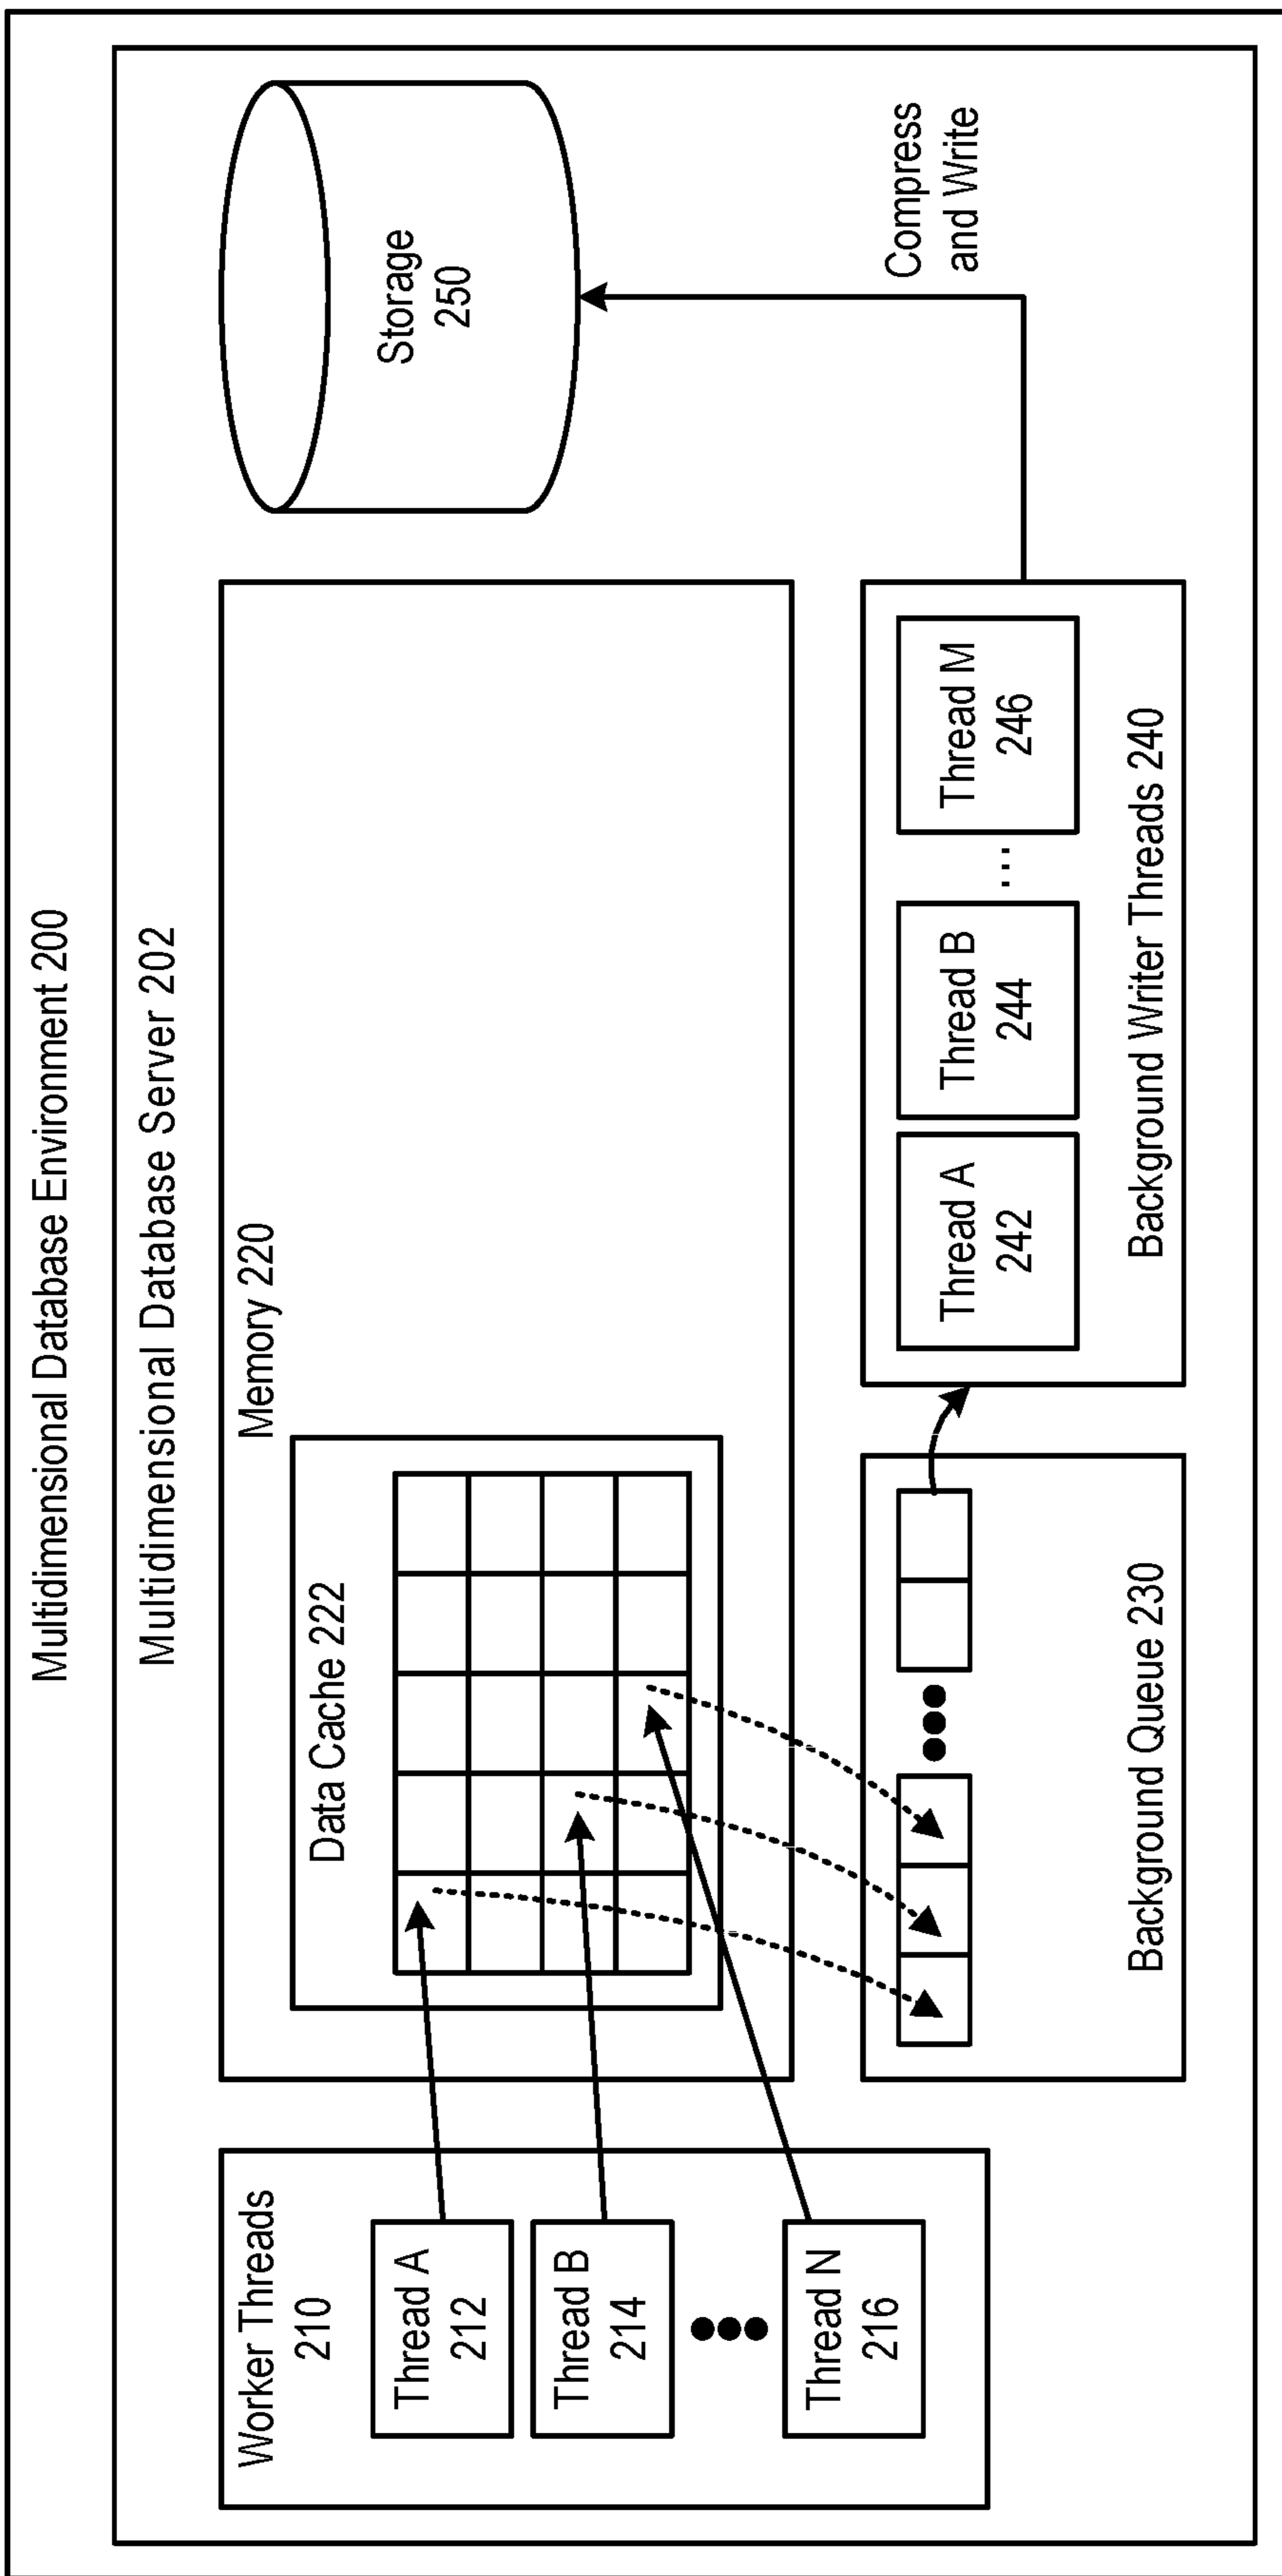 Multidimensional Database Environment 200
Multidimensional Database Server 202
Worker Threads
210
Thread A
212
Thread B
214
Thread N
216
Memory 220
Data Cache 222
Storage
250
Background Queue 230
Thread A
242
Thread B
244
...
Thread M
246
Background Writer Threads 240
Compress
and Write